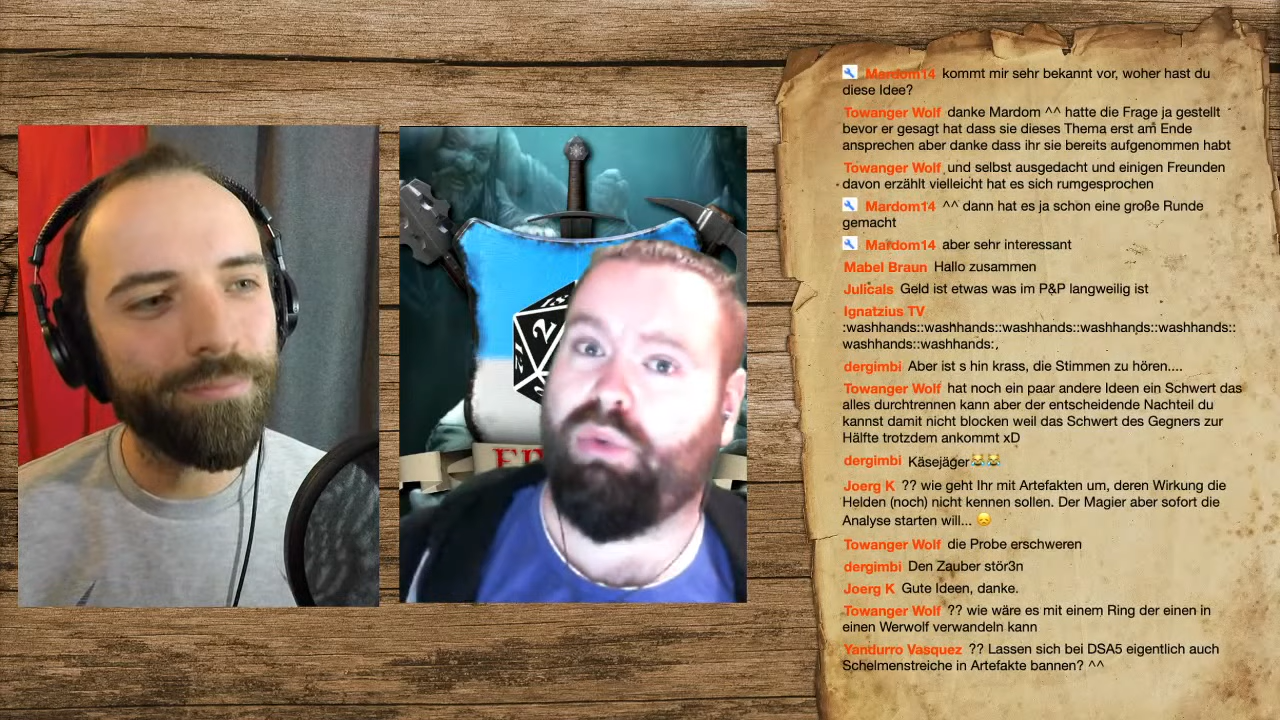 Mardom14 kommt mir sehr bekannt vor, woher hast du
diese Idee?
Towanger Wolf danke Mardom ^^ hatte die Frage ja gestellt
bevor er gesagt hat dass sie dieses Thema erst am Ende
ansprechen aber danke dass ihr sie bereits aufgenommen habt
Towanger Wolf und selbst ausgedacht und einigen Freunden
davon erzählt vielleicht hat es sich rumgesprochen
Mardom14 ^^ dann hat es ja schon eine große Runde
gemacht
Mardom14 aber sehr interessant
Mabel Braun Hallo zusammen
Julicals Geld ist etwas was im P&P langweilig ist
Ignatzius TV
:washhands::washhands::washhands::washhands::washhands::
washhands::washhands:,
dergimbi Aber ist s hin krass, die Stimmen zu hören....
Towanger Wolf hat noch ein paar andere Ideen ein Schwert das
alles durchtrennen kann aber der entscheidende Nachteil du
kannst damit nicht blocken weil das Schwert des Gegners zur
Hälfte trotzdem ankommt xD
dergimbi Käsejäger😂😂
Joerg K ?? wie geht Ihr mit Artefakten um, deren Wirkung die
Helden (noch) nicht kennen sollen. Der Magier aber sofort die
Analyse starten will... 😞
Towanger Wolf die Probe erschweren
dergimbi Den Zauber stör3n
Joerg K Gute Ideen, danke.
Towanger Wolf ?? wie wäre es mit einem Ring der einen in
einen Werwolf verwandeln kann
Yandurro Vasquez ?? Lassen sich bei DSA5 eigentlich auch
Schelmenstreiche in Artefakte bannen? ^^